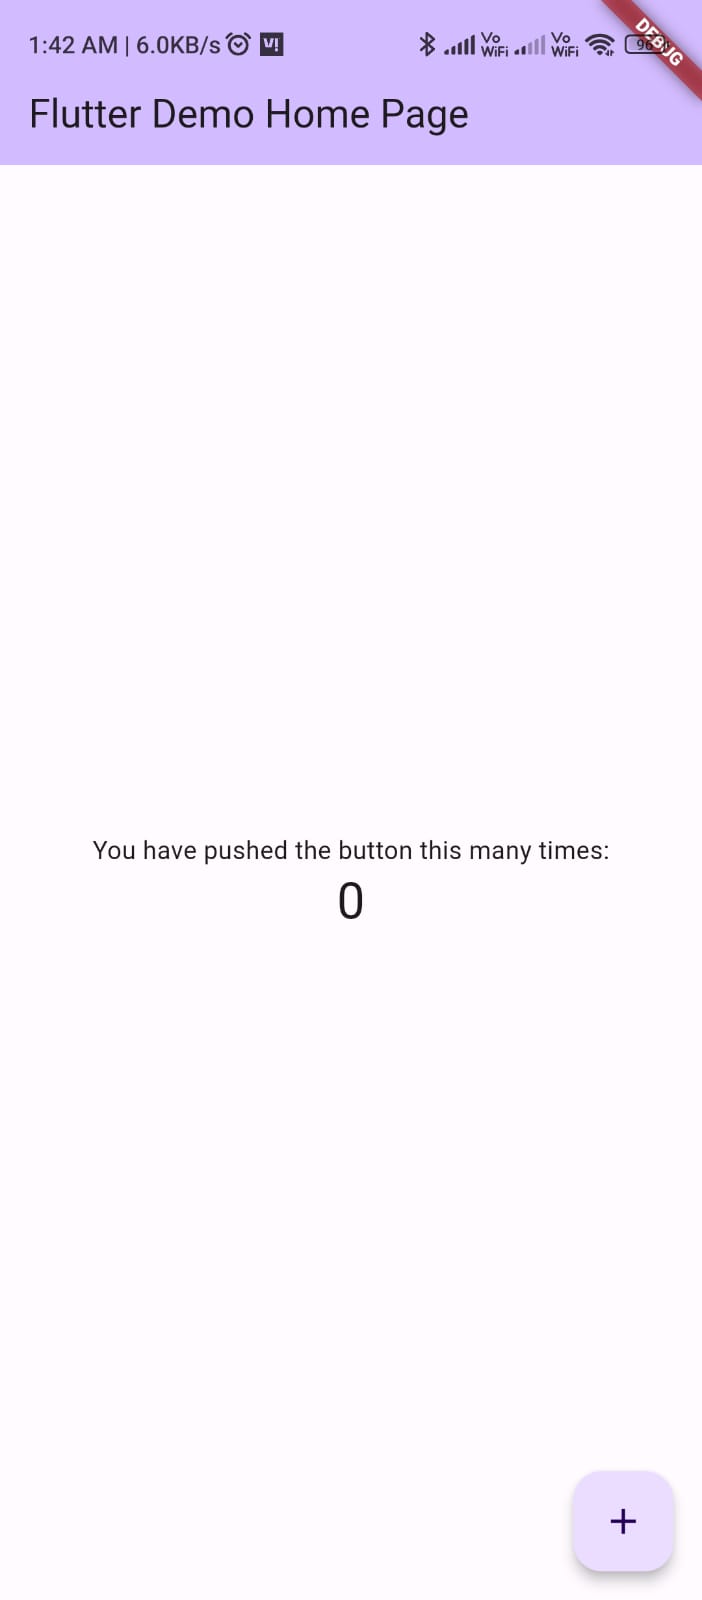 1:42 AM | 6.0KB/s V! Vo WiFi Vo WiFi
DEBUG
Flutter Demo Home Page
You have pushed the button this many times:
0
+